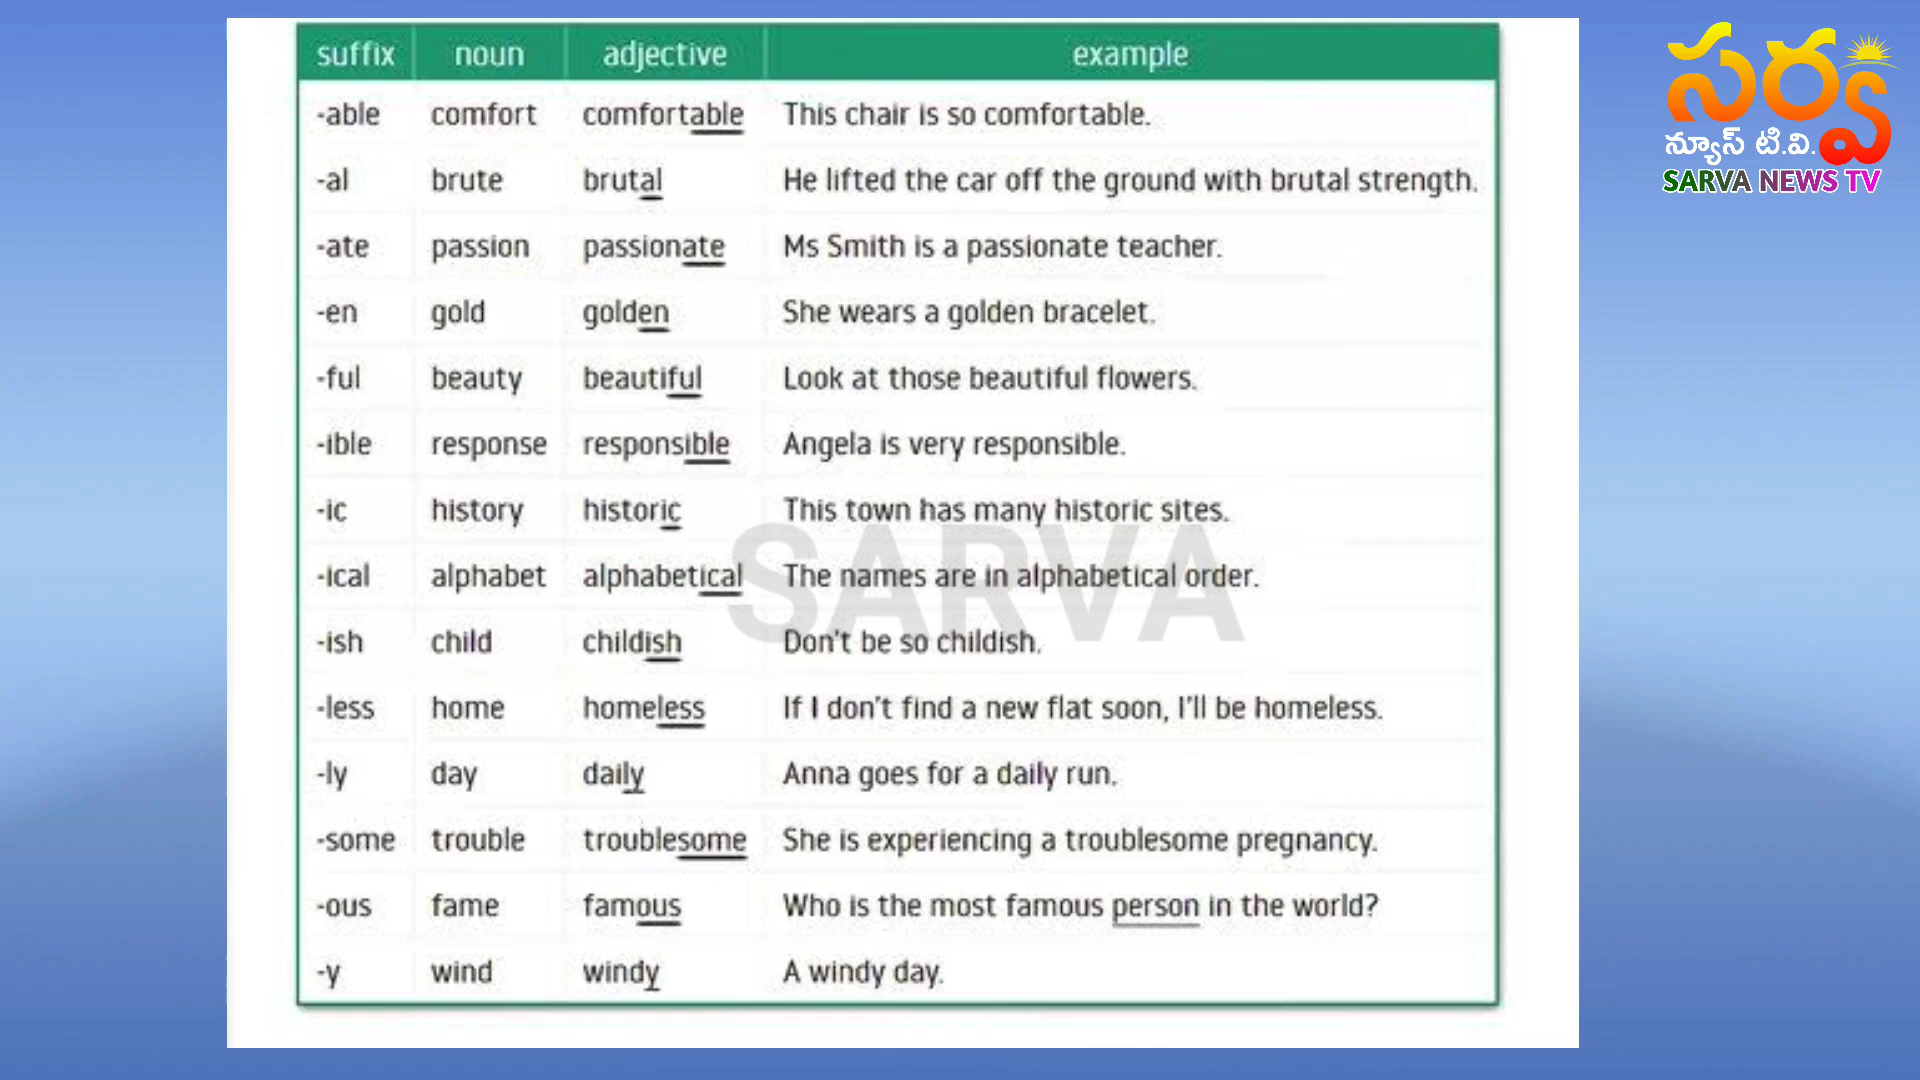 suffix noun adjective example
-able comfort comfortable This chair is so comfortable.
-al brute brutal He lifted the car off the ground with brutal strength.
-ate passion passionate Ms Smith is a passionate teacher.
-en gold golden She wears a golden bracelet.
-ful beauty beautiful Look at those beautiful flowers.
-ible response responsible Angela is very responsible.
-ic history historic This town has many historic sites.
-ical alphabet alphabetical The names are in alphabetical order.
-ish child childish Don't be so childish.
-less home homeless If I don't find a new flat soon, I'll be homeless.
-ly day daily Anna goes for a daily run.
-some trouble troublesome She is experiencing a troublesome pregnancy.
-ous fame famous Who is the most famous person in the world?
-y wind windy A windy day.
SARVA
సర్వ
న్యూస్ టి.వి.
SARVA NEWS TV